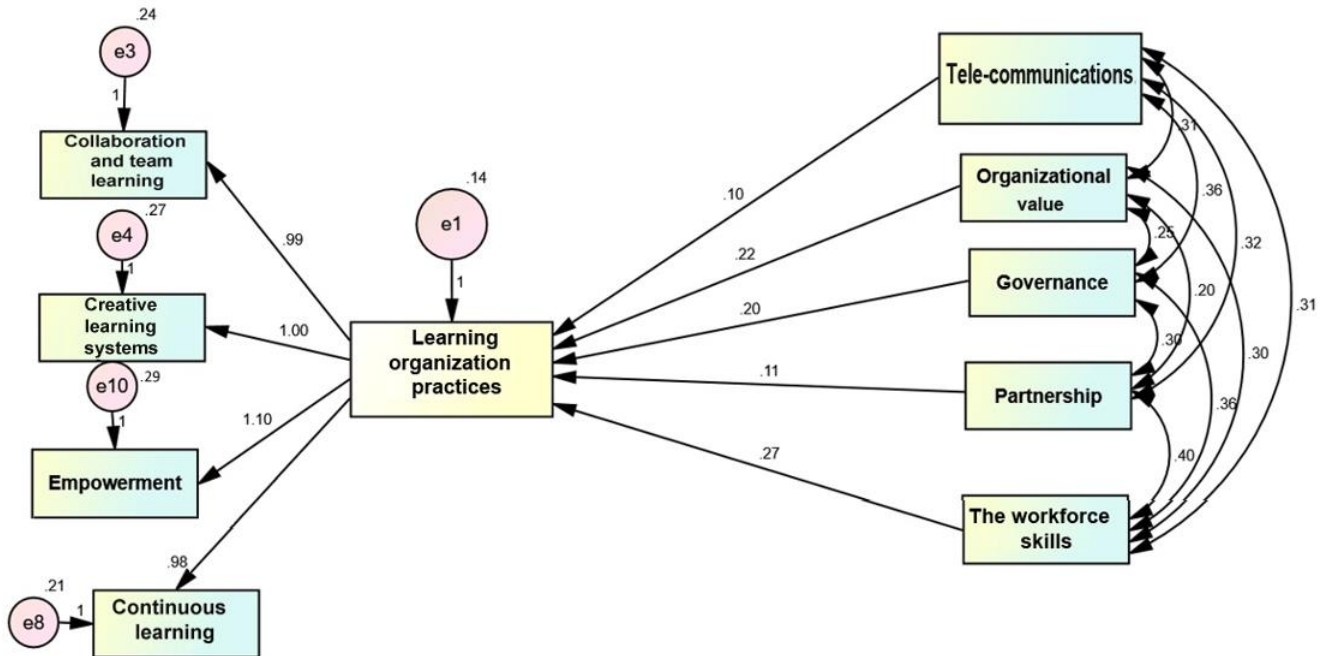 .24
e3
1
Collaboration
and team
learning
.27
e4
1
Creative
learning
systems
e10
.29
1
Empowerment
.21
e8
1
Continuous
learning
.99
1.00
1.10
.98
.14
e1
1
Learning
organization
practices
.10
.22
.20
.11
.27
Tele-communications
Organizational
value
Governance
Partnership
The workforce
skills
.31
.36
.25
.32
.20
.31
.30
.30
.36
.40